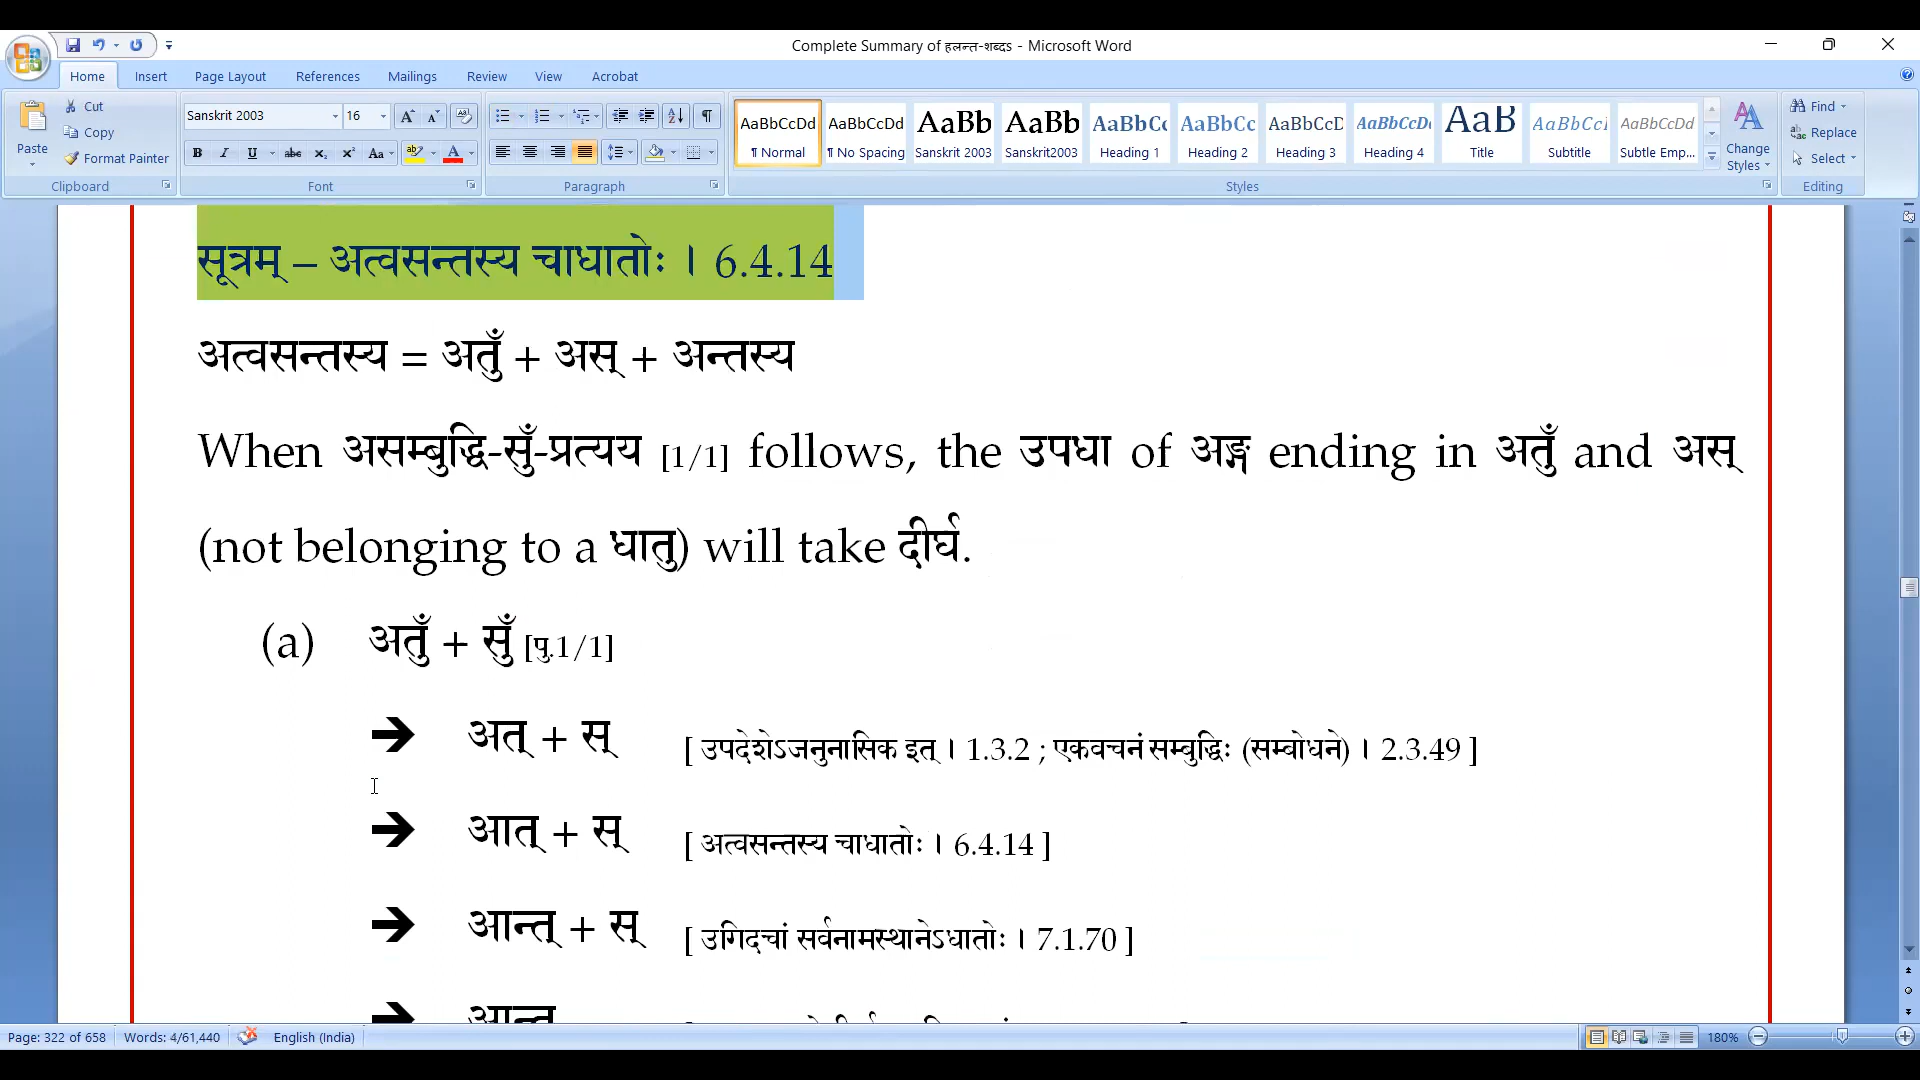 Complete Summary of हलन्त-शब्दs - Microsoft Word
Home Insert Page Layout References Mailings Review View Acrobat
Paste Cut Copy Format Painter
Clipboard
Sanskrit 2003 16
Font
Paragraph
AaBbCcDd AaBbCcDd AaBb AaBb AaBbCc AaBbCc AaBbCcD AaBbCcD AaB AaBbCcI AaBbCcDd
¶ Normal ¶ No Spacing Sanskrit 2003 Sanskrit2003 Heading 1 Heading 2 Heading 3 Heading 4 Title Subtitle Subtle Emp...
Change Styles
Styles
Find Replace Select
Editing
सूत्रम् – अत्वसन्तस्य चाधातोः । 6.4.14
अत्वसन्तस्य = अतुँ + अस् + अन्तस्य
When असम्बुद्धि-सुँ-प्रत्यय [1/1] follows, the उपधा of अङ्ग ending in अतुँ and अस्
(not belonging to a धातु) will take दीर्घ.
(a) अतुँ + सुँ [पु.1/1]
➔ अत् + स् [ उपदेशेऽजनुनासिक इत् । 1.3.2 ; एकवचनं सम्बुद्धिः (सम्बोधने) । 2.3.49 ]
➔ आत् + स् [ अत्वसन्तस्य चाधातोः । 6.4.14 ]
➔ आन्त् + स् [ उगिदचां सर्वनामस्थानेऽधातोः । 7.1.70 ]
Page: 322 of 658 Words: 4/61,440 English (India) 180%